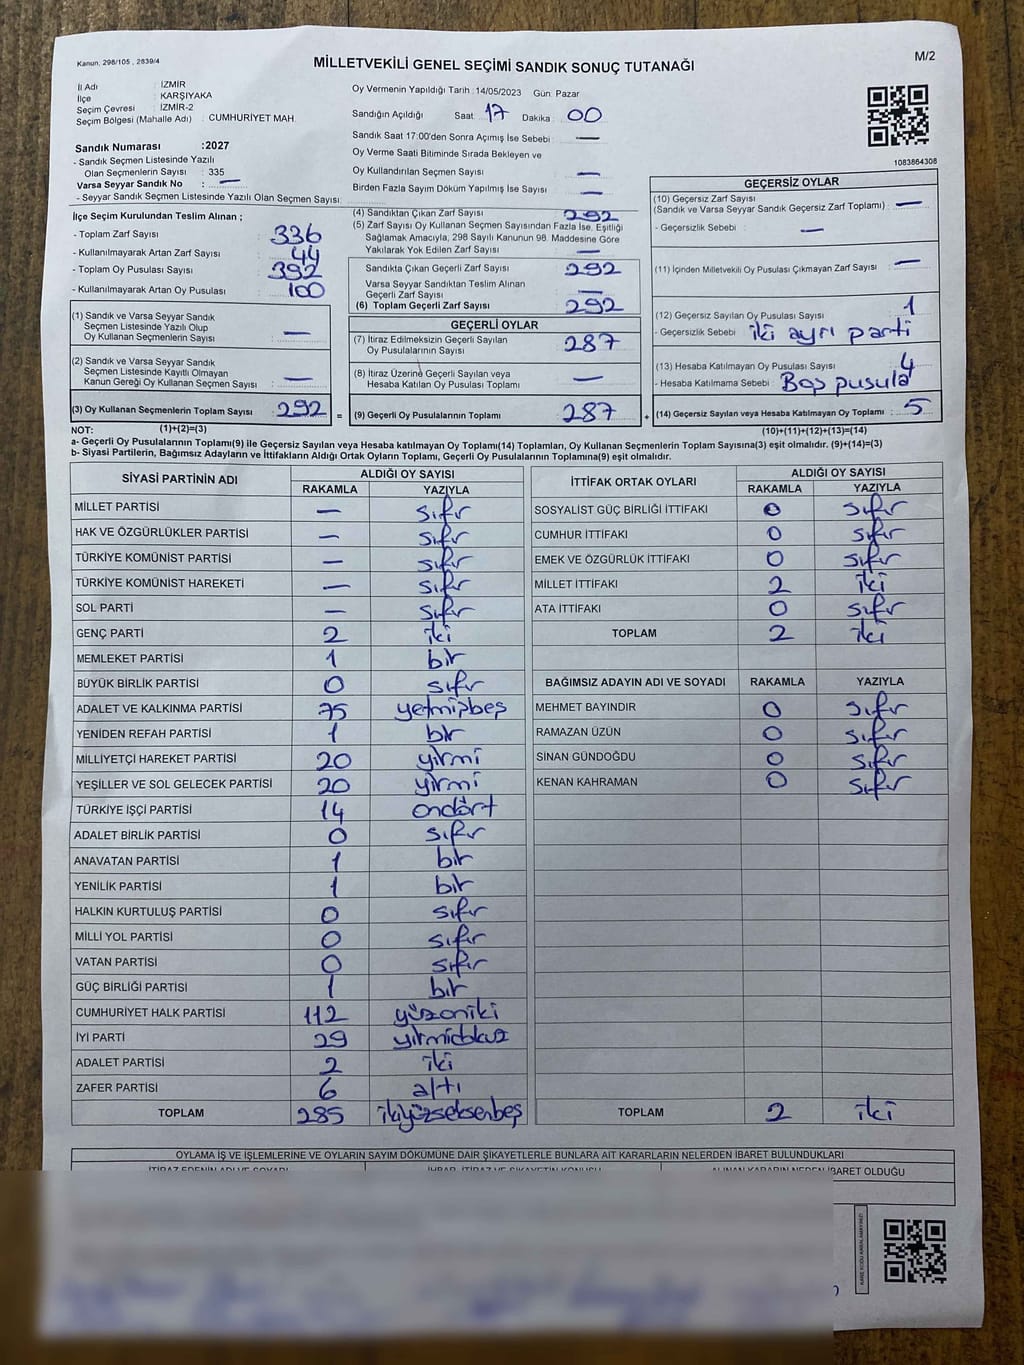 Kanun, 298/105 , 2839/4
MİLLETVEKİLİ GENEL SEÇİMİ SANDIK SONUÇ TUTANAĞI
M/2
İl Adı : İZMİR
İlçe : KARŞIYAKA
Seçim Çevresi : İZMİR-2
Seçim Bölgesi (Mahalle Adı) : CUMHURİYET MAH.
Sandık Numarası :2027
- Sandık Seçmen Listesinde Yazılı
Olan Seçmenlerin Sayısı : 335
Varsa Seyyar Sandık No : —
- Seyyar Sandık Seçmen Listesinde Yazılı Olan Seçmen Sayısı:
Oy Vermenin Yapıldığı Tarih : 14/05/2023 Gün: Pazar
Sandığın Açıldığı Saat 17 Dakika : 00
Sandık Saat 17:00'den Sonra Açımış İse Sebebi : —
Oy Verme Saati Bitiminde Sırada Bekleyen ve
Oy Kullandırılan Seçmen Sayısı —
Birden Fazla Sayım Döküm Yapılmış İse Sayısı —
1083864308
İlçe Seçim Kurulundan Teslim Alınan ;
- Toplam Zarf Sayısı : 336
- Kullanılmayarak Artan Zarf Sayısı : 44
- Toplam Oy Pusulası Sayısı : 392
- Kullanılmayarak Artan Oy Pusulası : 100
(4) Sandıktan Çıkan Zarf Sayısı : 292
(5) Zarf Sayısı Oy Kullanan Seçmen Sayısından Fazla İse, Eşitliği
Sağlamak Amacıyla, 298 Sayılı Kanunun 98. Maddesine Göre
Yakılarak Yok Edilen Zarf Sayısı : —
Sandıkta Çıkan Geçerli Zarf Sayısı : 292
Varsa Seyyar Sandıktan Teslim Alınan
Geçerli Zarf Sayısı : —
(6) Toplam Geçerli Zarf Sayısı : 292
GEÇERSİZ OYLAR
(10) Geçersiz Zarf Sayısı
(Sandık ve Varsa Seyyar Sandık Geçersiz Zarf Toplamı) : —
- Geçersizlik Sebebi : —
(11) İçinden Milletvekili Oy Pusulası Çıkmayan Zarf Sayısı : —
(12) Geçersiz Sayılan Oy Pusulası Sayısı : 1
- Geçersizlik Sebebi : iki ayrı parti
(13) Hesaba Katılmayan Oy Pusulası Sayısı : 4
- Hesaba Katılmama Sebebi : Boş pusula
(14) Geçersiz Sayılan veya Hesaba Katılmayan Oy Toplamı : 5
(1) Sandık ve Varsa Seyyar Sandık
Seçmen Listesinde Yazılı Olup
Oy Kullanan Seçmenlerin Sayısı : —
(2) Sandık ve Varsa Seyyar Sandık
Seçmen Listesinde Kayıtlı Olmayan
Kanun Gereği Oy Kullanan Seçmen Sayısı : —
(3) Oy Kullanan Seçmenlerin Toplam Sayısı : 292 =
GEÇERLİ OYLAR
(7) İtiraz Edilmeksizin Geçerli Sayılan
Oy Pusulalarının Sayısı : 287
(8) İtiraz Üzerine Geçerli Sayılan veya
Hesaba Katılan Oy Pusulası Toplamı : —
(9) Geçerli Oy Pusulalarının Toplamı : 287 +
NOT: (1)+(2)=(3) (10)+(11)+(12)+(13)=(14)
a- Geçerli Oy Pusulalarının Toplamı(9) ile Geçersiz Sayılan veya Hesaba katılmayan Oy Toplamı(14) Toplamları, Oy Kullanan Seçmenlerin Toplam Sayısına(3) eşit olmalıdır. (9)+(14)=(3)
b- Siyasi Partilerin, Bağımsız Adayların ve İttifakların Aldığı Ortak Oyların Toplamı, Geçerli Oy Pusulalarının Toplamına(9) eşit olmalıdır.
SİYASİ PARTİNİN ADI ALDIĞI OY SAYISI
RAKAMLA YAZIYLA
MİLLET PARTİSİ — sıfır
HAK VE ÖZGÜRLÜKLER PARTİSİ — sıfır
TÜRKİYE KOMÜNİST PARTİSİ — sıfır
TÜRKİYE KOMÜNİST HAREKETİ — sıfır
SOL PARTİ — sıfır
GENÇ PARTİ 2 iki
MEMLEKET PARTİSİ 1 bir
BÜYÜK BİRLİK PARTİSİ 0 sıfır
ADALET VE KALKINMA PARTİSİ 75 yetmişbeş
YENİDEN REFAH PARTİSİ 1 bir
MİLLİYETÇİ HAREKET PARTİSİ 20 yirmi
YEŞİLLER VE SOL GELECEK PARTİSİ 20 yirmi
TÜRKİYE İŞÇİ PARTİSİ 14 ondört
ADALET BİRLİK PARTİSİ 0 sıfır
ANAVATAN PARTİSİ 1 bir
YENİLİK PARTİSİ 1 bir
HALKIN KURTULUŞ PARTİSİ 0 sıfır
MİLLİ YOL PARTİSİ 0 sıfır
VATAN PARTİSİ 0 sıfır
GÜÇ BİRLİĞİ PARTİSİ 1 bir
CUMHURİYET HALK PARTİSİ 112 yüzoniki
İYİ PARTİ 29 yirmidokuz
ADALET PARTİSİ 2 iki
ZAFER PARTİSİ 6 altı
TOPLAM 285 ikiyüzseksenbeş
İTTİFAK ORTAK OYLARI ALDIĞI OY SAYISI
RAKAMLA YAZIYLA
SOSYALİST GÜÇ BİRLİĞİ İTTİFAKI 0 sıfır
CUMHUR İTTİFAKI 0 sıfır
EMEK VE ÖZGÜRLÜK İTTİFAKI 0 sıfır
MİLLET İTTİFAKI 2 iki
ATA İTTİFAKI 0 sıfır
TOPLAM 2 iki
BAĞIMSIZ ADAYIN ADI VE SOYADI RAKAMLA YAZIYLA
MEHMET BAYINDIR 0 sıfır
RAMAZAN ÜZÜN 0 sıfır
SİNAN GÜNDOĞDU 0 sıfır
KENAN KAHRAMAN 0 sıfır
TOPLAM 2 iki
OYLAMA İŞ VE İŞLEMLERİNE VE OYLARIN SAYIM DÖKÜMÜNE DAİR ŞİKAYETLERLE BUNLARA AİT KARARLARIN NELERDEN İBARET BULUNDUKLARI
İTİRAZ EDENİN ADI VE SOYADI İHBAR, İTİRAZ VE ŞİKAYETİN KONUSU ALINAN KARARIN NEDEN İBARET OLDUĞU
KARE KODU KARALAMAYINIZ!